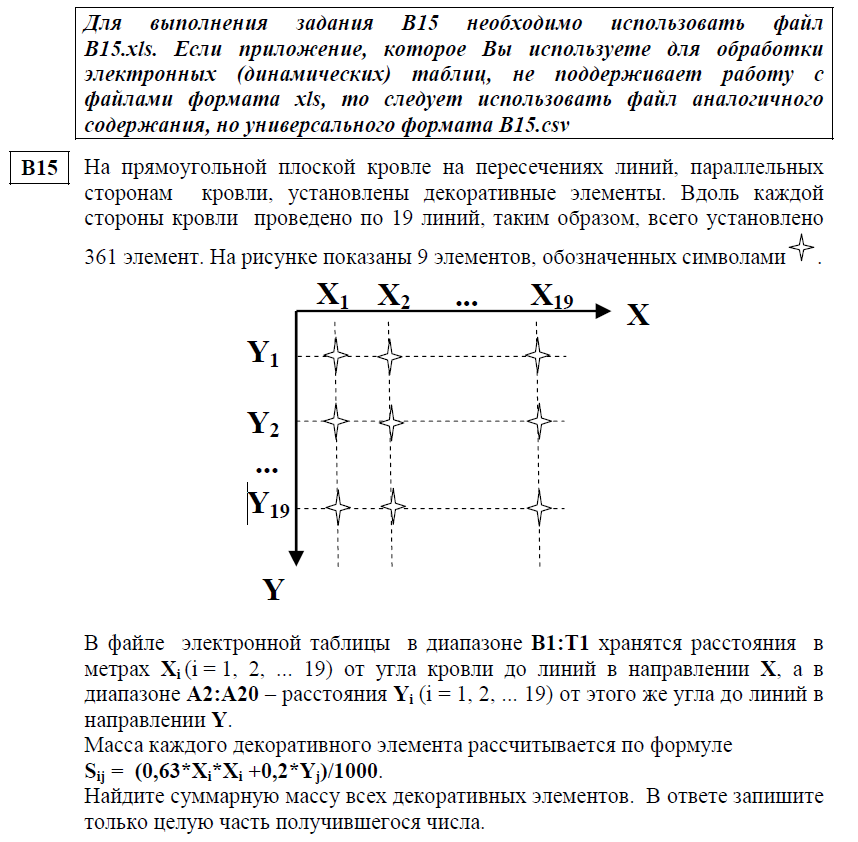 Для выполнения задания B15 необходимо использовать файл
B15.xls. Если приложение, которое Вы используете для обработки
электронных (динамических) таблиц, не поддерживает работу с
файлами формата xls, то следует использовать файл аналогичного
содержания, но универсального формата B15.csv
B15
На прямоугольной плоской кровле на пересечениях линий, параллельных
сторонам кровли, установлены декоративные элементы. Вдоль каждой
стороны кровли проведено по 19 линий, таким образом, всего установлено
361 элемент. На рисунке показаны 9 элементов, обозначенных символами .
X1 X2 ... X19
X
Y1
Y2
...
Y19
Y
В файле электронной таблицы в диапазоне B1:T1 хранятся расстояния в
метрах Xi (i = 1, 2, ... 19) от угла кровли до линий в направлении X, а в
диапазоне A2:A20 – расстояния Yi (i = 1, 2, ... 19) от этого же угла до линий в
направлении Y.
Масса каждого декоративного элемента рассчитывается по формуле
Sij = (0,63*Xi*Xi +0,2*Yj)/1000.
Найдите суммарную массу всех декоративных элементов. В ответе запишите
только целую часть получившегося числа.